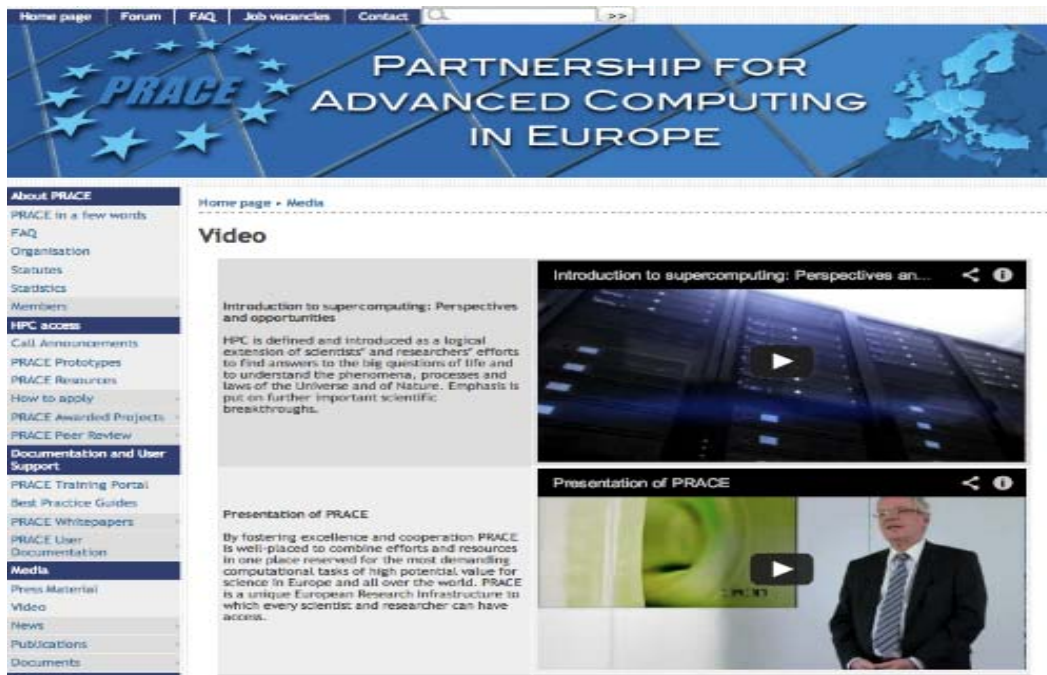 Home page
Forum
FAQ
Job vacancies
Contact
>>
PRACE
PARTNERSHIP FOR
ADVANCED COMPUTING
IN EUROPE
About PRACE
PRACE in a few words
FAQ
Organisation
Statutes
Statistics
Members
HPC access
Call Announcements
PRACE Prototypes
PRACE Resources
How to apply
PRACE Awarded Projects
PRACE Peer Review
Documentation and User
Support
PRACE Training Portal
Best Practice Guides
PRACE Whitepapers
PRACE User
Documentation
Media
Press Material
Video
News
Publications
Documents
Home page ▸ Media
Video
Introduction to supercomputing: Perspectives
and opportunities
HPC is defined and introduced as a logical
extension of scientists' and researchers' efforts
to find answers to the big questions of life and
to understand the phenomena, processes and
laws of the Universe and of Nature. Emphasis is
put on further important scientific
breakthroughs.
Introduction to supercomputing: Perspectives an...
Presentation of PRACE
By fostering excellence and cooperation PRACE
is well-placed to combine efforts and resources
in one place reserved for the most demanding
computational tasks of high potential value for
science in Europe and all over the world. PRACE
is a unique European Research Infrastructure to
which every scientist and researcher can have
access.
Presentation of PRACE